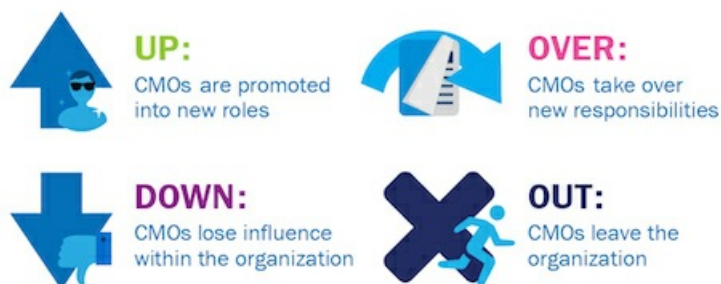 UP:
CMOs are promoted
into new roles
OVER:
CMOs take over
new responsibilities
DOWN:
CMOs lose influence
within the organization
OUT:
CMOs leave the
organization